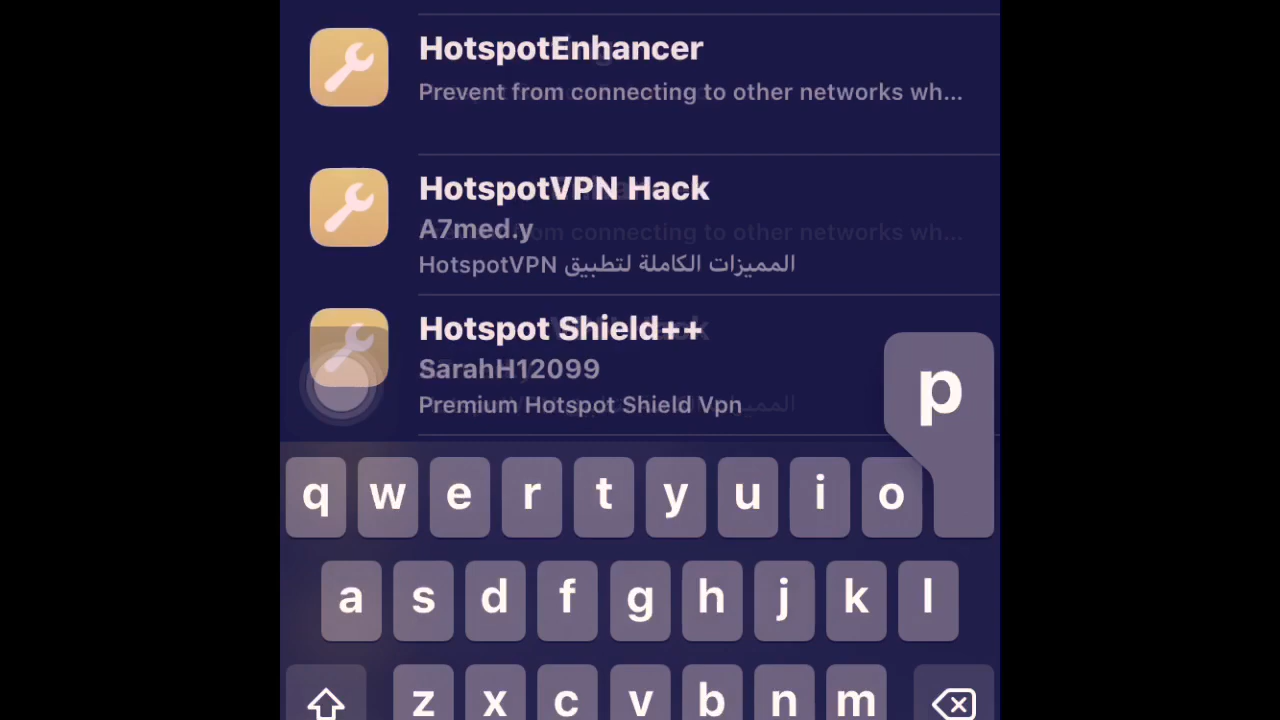 HotspotEnhancer
Prevent from connecting to other networks wh...
HotspotVPN Hack
A7med.y
HotspotVPN المميزات الكاملة لتطبيق
Hotspot Shield++
SarahH12099
Premium Hotspot Shield Vpn
p
q w e r t y u i o
a s d f g h j k l
z x c v b n m